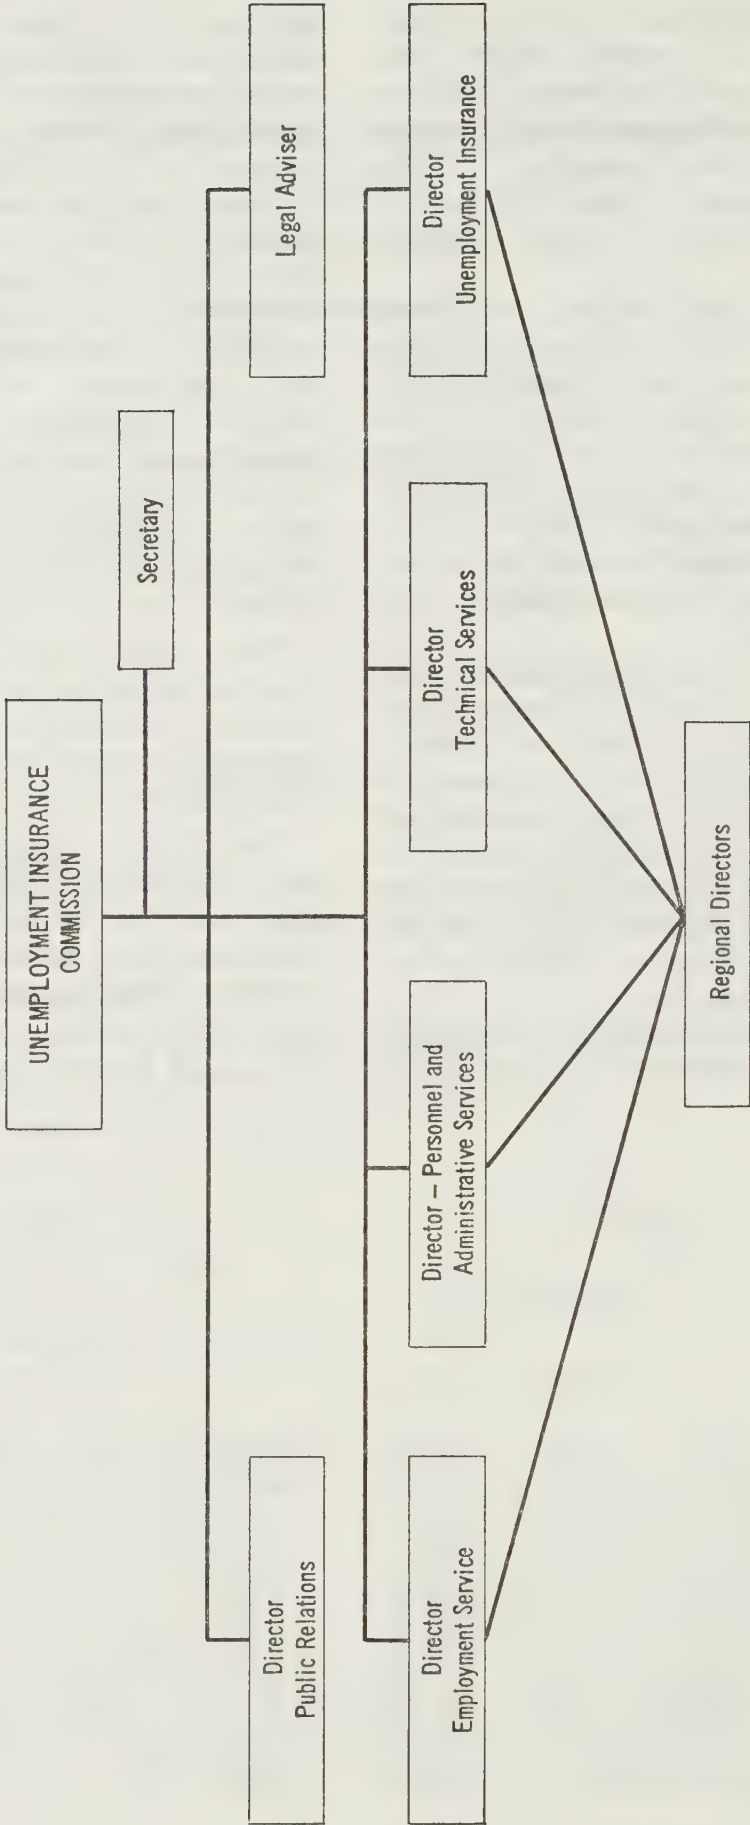 UNEMPLOYMENT INSURANCE
COMMISSION
Secretary
Director
Public Relations
Legal Adviser
Director
Employment Service
Director – Personnel and
Administrative Services
Director
Technical Services
Director
Unemployment Insurance
Regional Directors